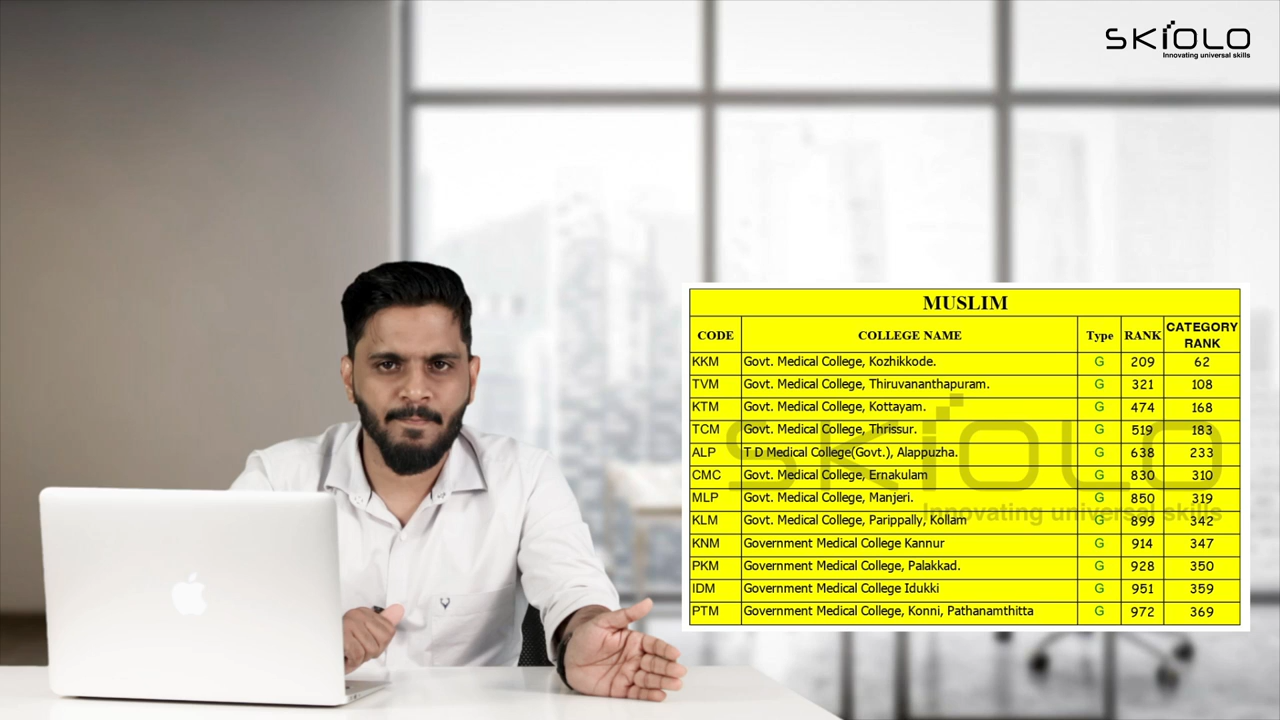 SKIOLO
Innovating universal skills
MUSLIM
CODE COLLEGE NAME Type RANK CATEGORY RANK
KKM Govt. Medical College, Kozhikkode. G 209 62
TVM Govt. Medical College, Thiruvananthapuram. G 321 108
KTM Govt. Medical College, Kottayam. G 474 168
TCM Govt. Medical College, Thrissur. G 519 183
ALP T D Medical College(Govt.), Alappuzha. G 638 233
CMC Govt. Medical College, Ernakulam G 830 310
MLP Govt. Medical College, Manjeri. G 850 319
KLM Govt. Medical College, Parippally, Kollam G 899 342
KNM Government Medical College Kannur G 914 347
PKM Government Medical College, Palakkad. G 928 350
IDM Government Medical College Idukki G 951 359
PTM Government Medical College, Konni, Pathanamthitta G 972 369
SKIOLO
Innovating universal skills